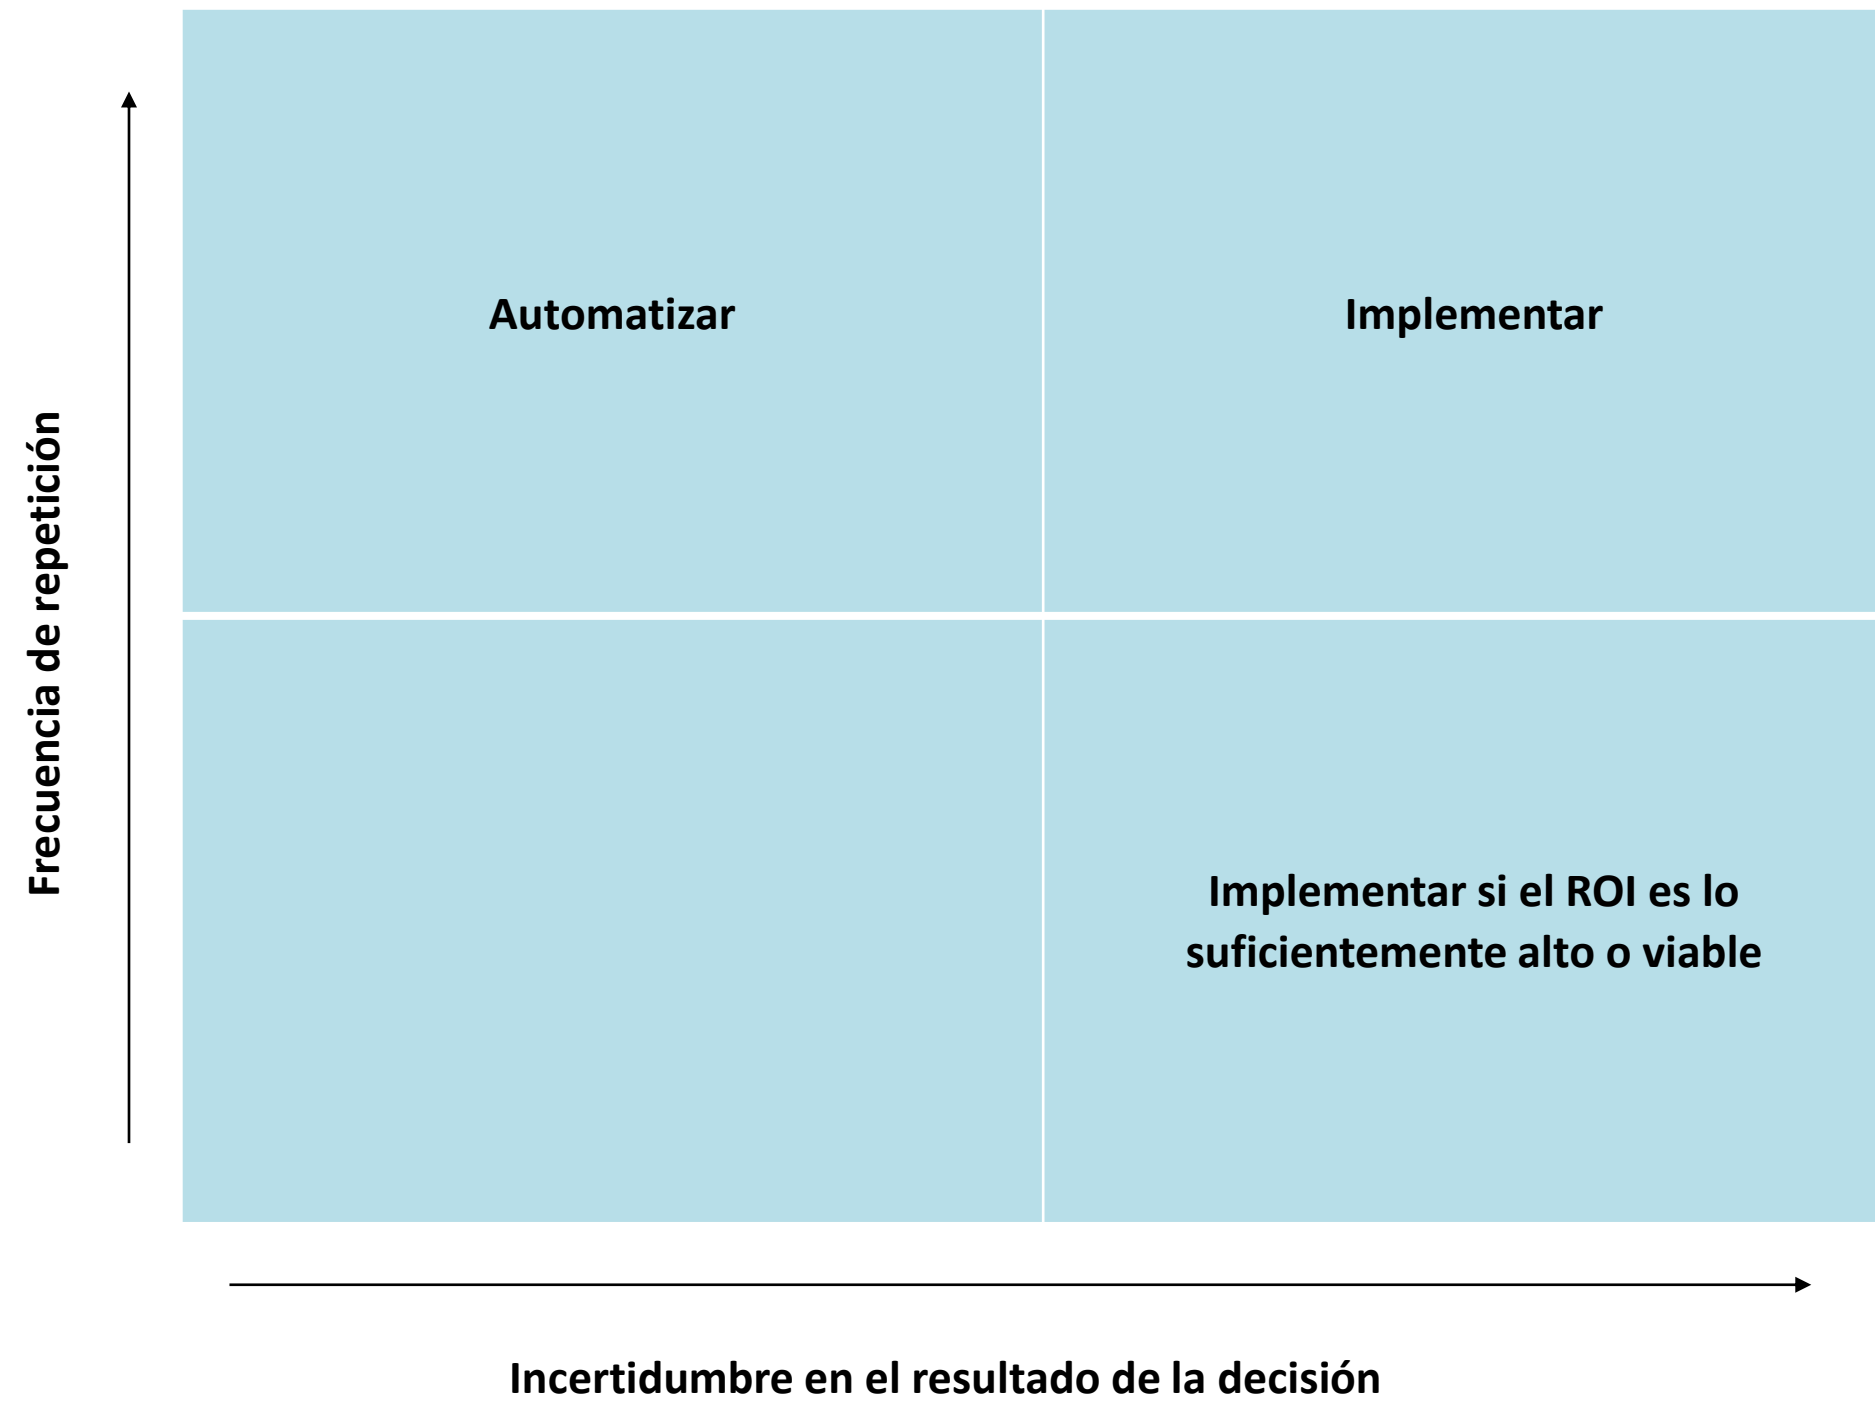 Automatizar
Implementar
Frecuencia de repetición
Implementar si el ROI es lo
suficientemente alto o viable
Incertidumbre en el resultado de la decisión